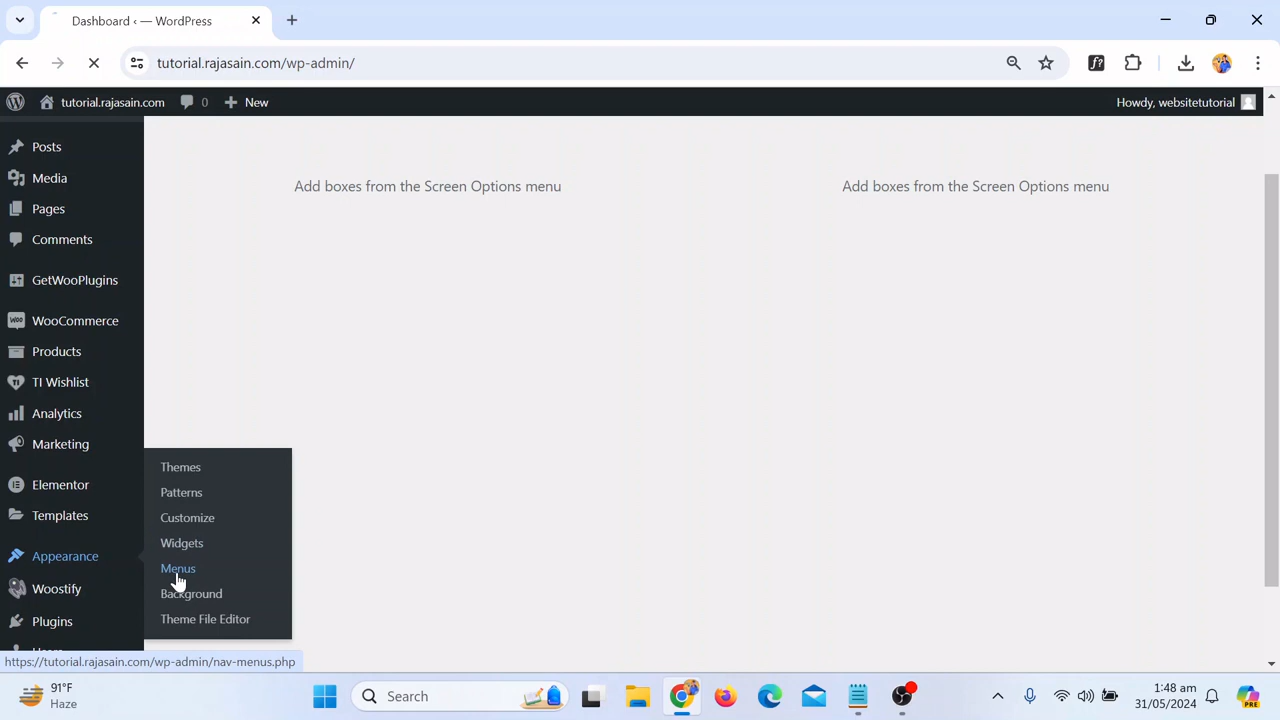 Dashboard ‹ — WordPress
tutorial.rajasain.com/wp-admin/
tutorial.rajasain.com 0 New Howdy, websitetutorial
Posts
Media
Pages
Comments
GetWooPlugins
WooCommerce
Products
TI Wishlist
Analytics
Marketing
Elementor
Templates
Appearance
Woostify
Plugins
Add boxes from the Screen Options menu
Add boxes from the Screen Options menu
Themes
Patterns
Customize
Widgets
Menus
Background
Theme File Editor
https://tutorial.rajasain.com/wp-admin/nav-menus.php
91°F
Haze
Search
1:48 am
31/05/2024